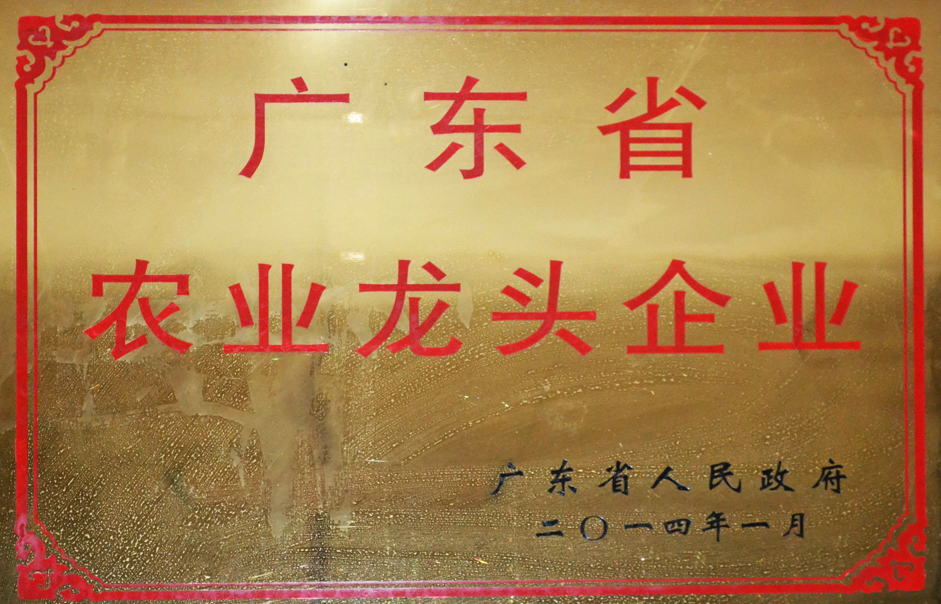 广东省
农业龙头企业
广东省人民政府
二〇一四年一月